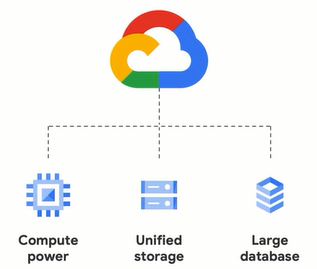 Compute
power
Unified
storage
Large
database